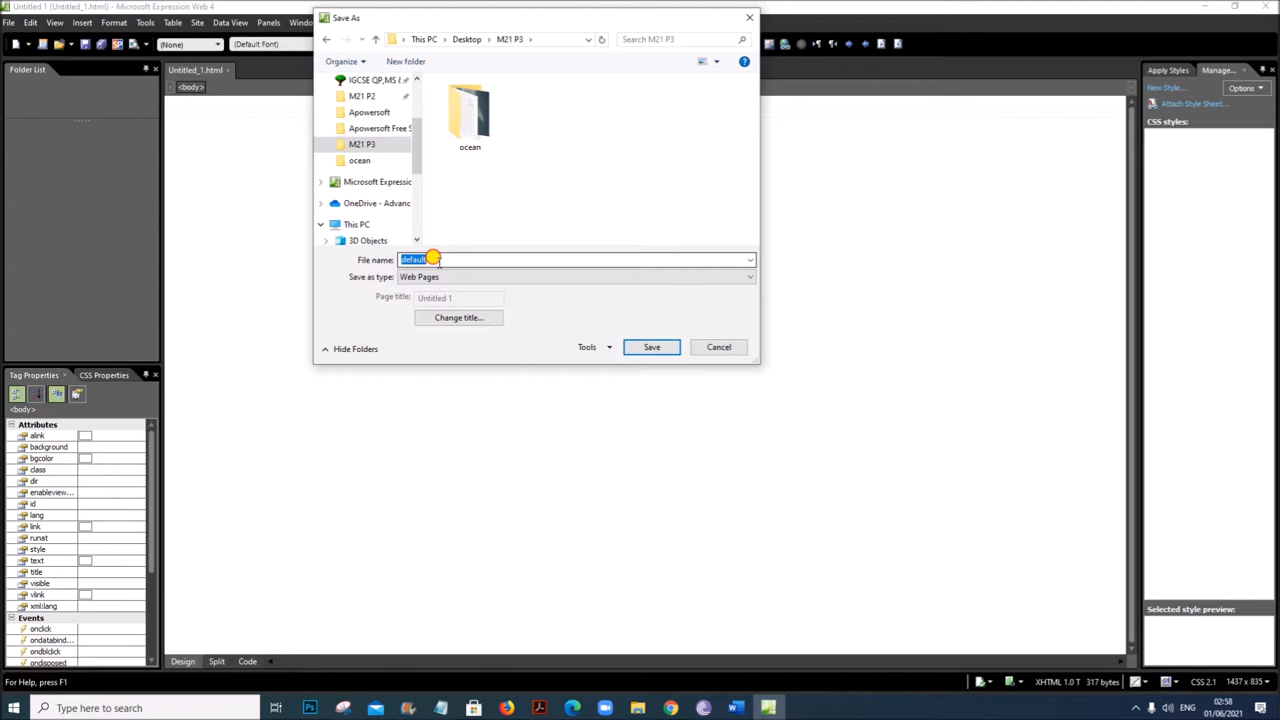 Untitled 1 (Untitled_1.html) - Microsoft Expression Web 4
File Edit View Insert Format Tools Table Site Data View Panels Window
(None) (Default Font)
Save As
This PC > Desktop > M21 P3 >
Search M21 P3
Organize New folder
IGCSE QP,MS &
M21 P2
Apowersoft
Apowersoft Free S
M21 P3
ocean
Microsoft Expressic
OneDrive - Advanc
This PC
3D Objects
ocean
File name: default
Save as type: Web Pages
Page title: Untitled 1
Change title...
Hide Folders
Tools Save Cancel
Folder List
Untitled_1.html
<body>
Apply Styles Manage...
New Style... Options
Attach Style Sheet...
CSS styles:
Selected style preview:
Tag Properties CSS Properties
<body>
Attributes
alink
background
bgcolor
class
dir
enableview...
id
lang
link
runat
style
text
title
visible
vlink
xml:lang
Events
onclick
ondatabind...
ondblclick
ondisposed
Design Split Code
For Help, press F1
XHTML 1.0 T 317 bytes CSS 2.1 1437 x 835
Type here to search
ENG
02:58
01/06/2021